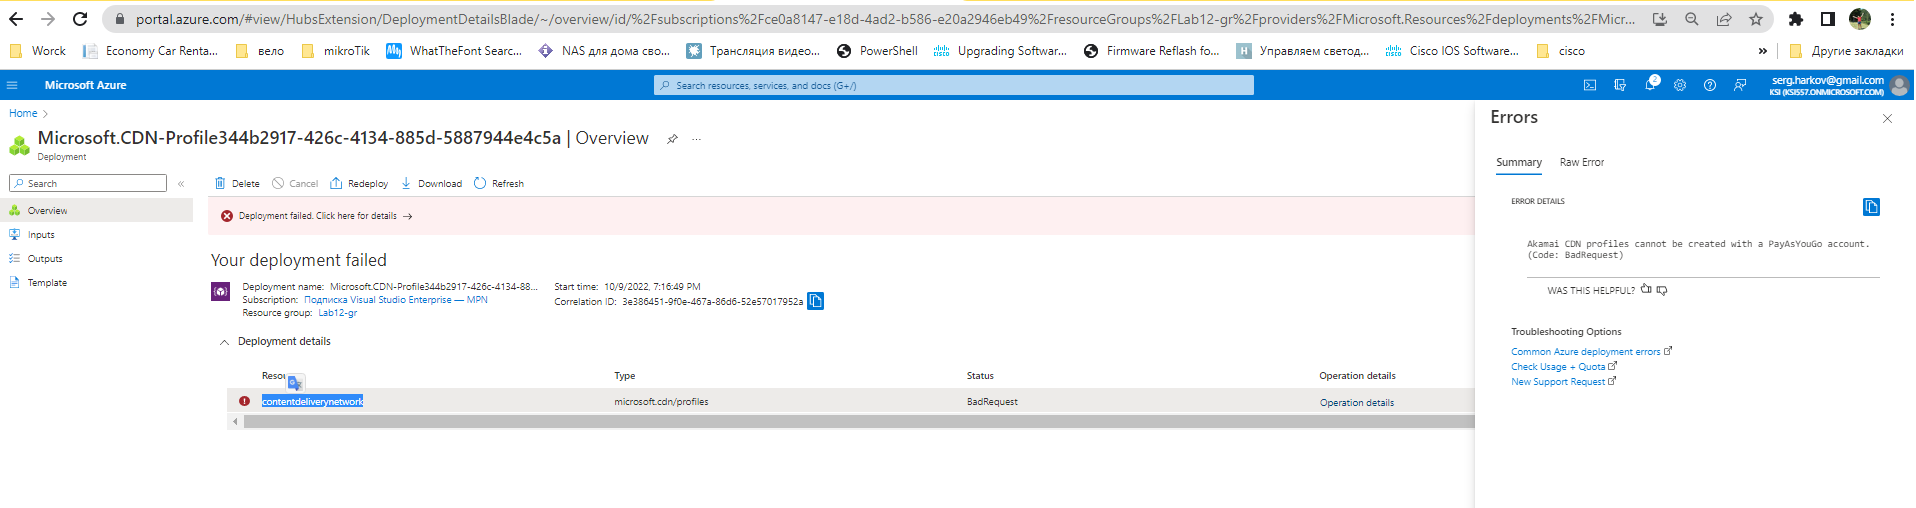 portal.azure.com/#view/HubsExtension/DeploymentDetailsBlade/~/overview/id/%2Fsubscriptions%2Fce0a8147-e18d-4ad2-b586-e20a2946eb49%2FresourceGroups%2FLab12-gr%2Fproviders%2FMicrosoft.Resources%2Fdeployments%2FMicr...
Worck Economy Car Renta... вело mikroTik WhatTheFont Searc... NAS для дома сво... Трансляция видео... PowerShell Upgrading Softwar... Firmware Reflash fo... Управляем светод... Cisco IOS Software... cisco » Другие закладки
Microsoft Azure Search resources, services, and docs (G+/) 2 serg.harkov@gmail.com
KSI (KSI557.ONMICROSOFT.COM)
Home >
Microsoft.CDN-Profile344b2917-426c-4134-885d-5887944e4c5a | Overview ...
Deployment
Search «
Overview
Inputs
Outputs
Template
Delete Cancel Redeploy Download Refresh
Deployment failed. Click here for details →
Your deployment failed
Deployment name: Microsoft.CDN-Profile344b2917-426c-4134-88...
Subscription: Подписка Visual Studio Enterprise — MPN
Resource group: Lab12-gr
Start time: 10/9/2022, 7:16:49 PM
Correlation ID: 3e386451-9f0e-467a-86d6-52e57017952a
Deployment details
Resou Type Status Operation details
contentdeliverynetwork microsoft.cdn/profiles BadRequest Operation details
Errors
Summary Raw Error
ERROR DETAILS
Akamai CDN profiles cannot be created with a PayAsYouGo account.
(Code: BadRequest)
WAS THIS HELPFUL?
Troubleshooting Options
Common Azure deployment errors
Check Usage + Quota
New Support Request